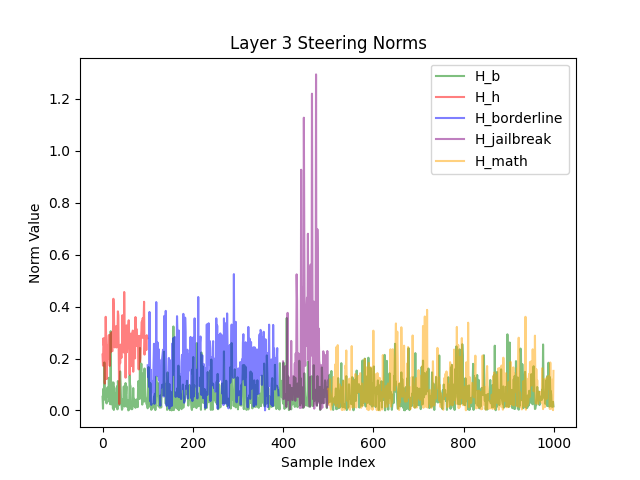 Layer 3 Steering Norms
H_b
H_h
H_borderline
H_jailbreak
H_math
Norm Value
1.2
1.0
0.8
0.6
0.4
0.2
0.0
0 200 400 600 800 1000
Sample Index